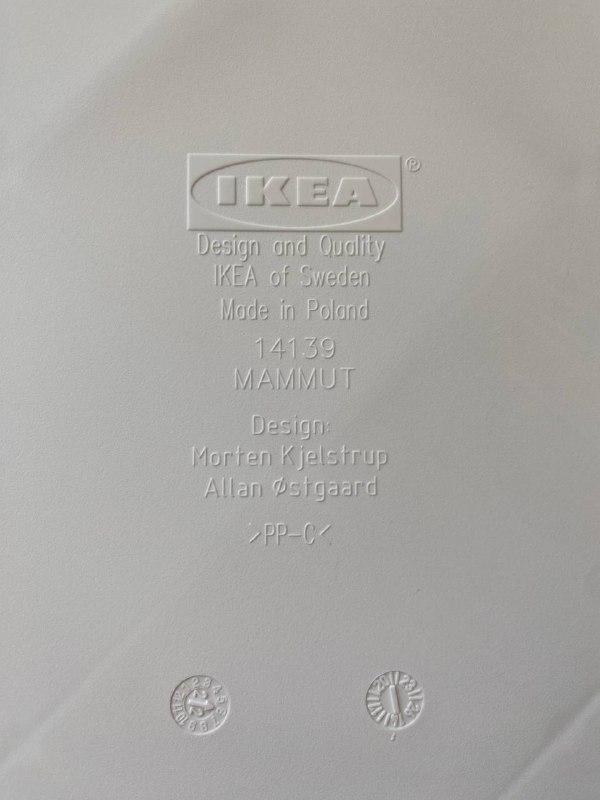 IKEA®
Design and Quality
IKEA of Sweden
Made in Poland
14139
MAMMUT
Design:
Morten Kjelstrup
Allan Østgaard
>PP-C<